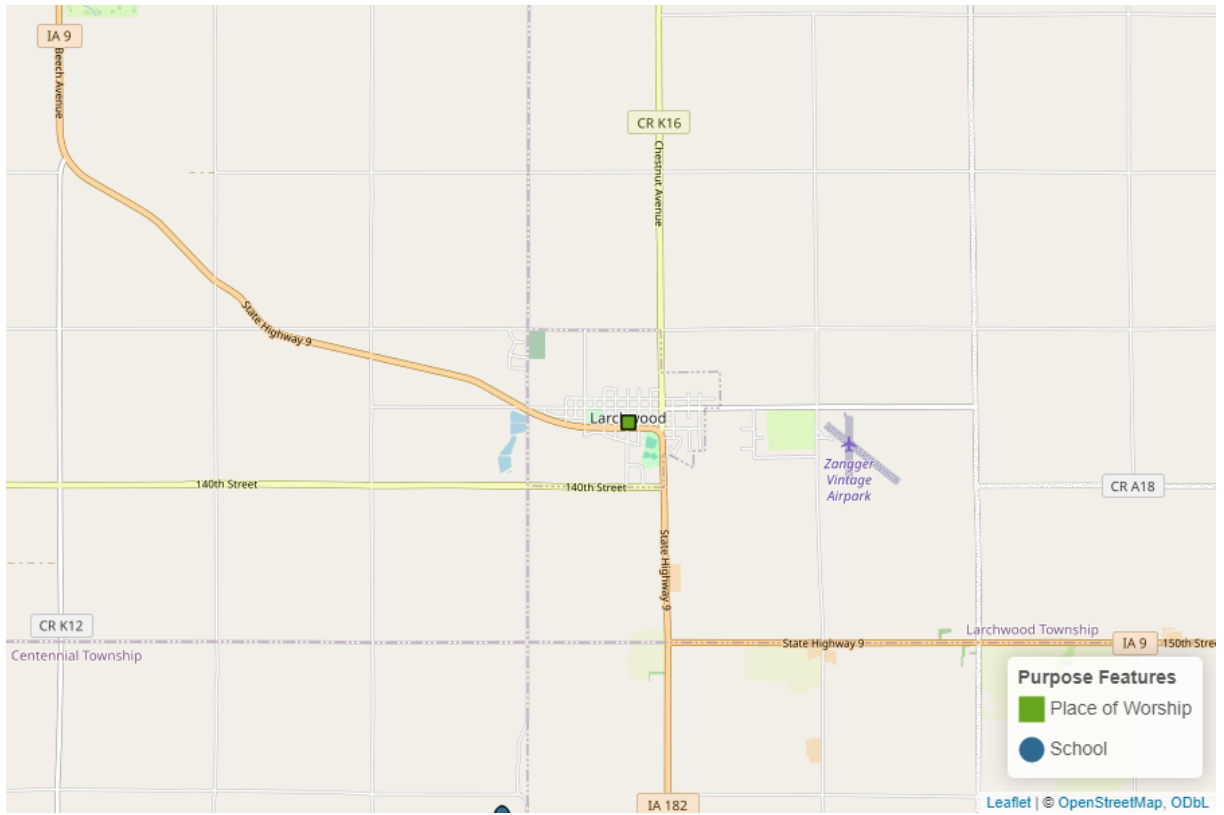 IA 9
Beech Avenue
CR K16
Chestnut Avenue
State Highway 9
Larchwood
Zangger
Vintage
Airpark
140th Street
140th Street
CR A18
State Highway 9
CR K12
Centennial Township
Larchwood Township
State Highway 9
IA 9
150th Stre
Purpose Features
Place of Worship
School
IA 182
Leaflet | © OpenStreetMap, ODbL